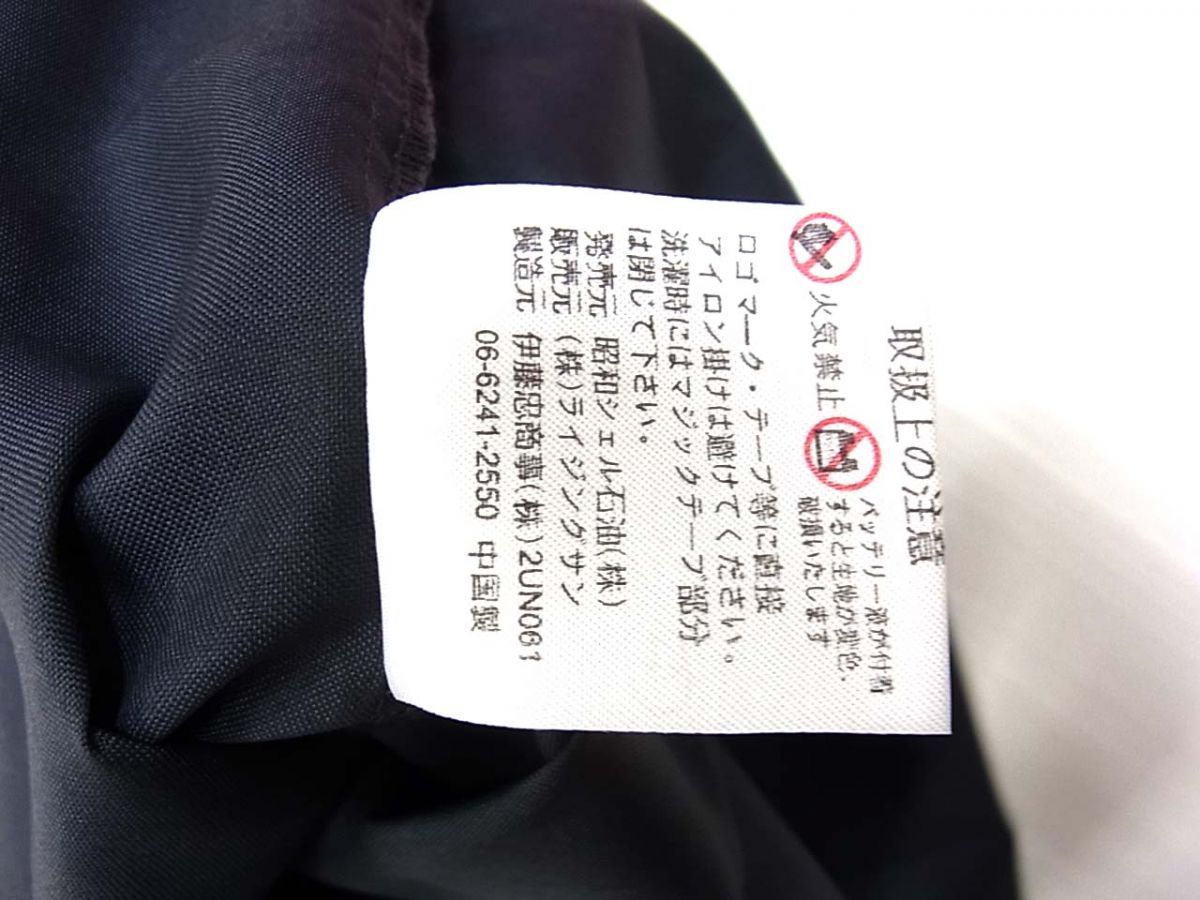 取扱上の注意
火気禁止
バッテリー液が付着
すると生地が変色・
破損いたします
ロゴマーク・テープ等に直接
アイロン掛けは避けてください。
洗濯時にはマジックテープ部分
は閉じて下さい。
発売元 昭和シェル石油(株)
販売元 (株)ライジングサン
製造元 伊藤忠商事(株)2UN061
06-6241-2550 中国製